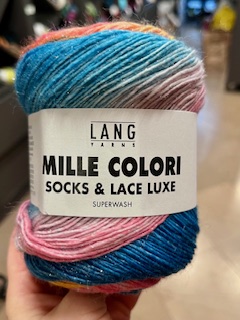 LANG
YARNS
MILLE COLORI
SOCKS & LACE LUXE
SUPERWASH